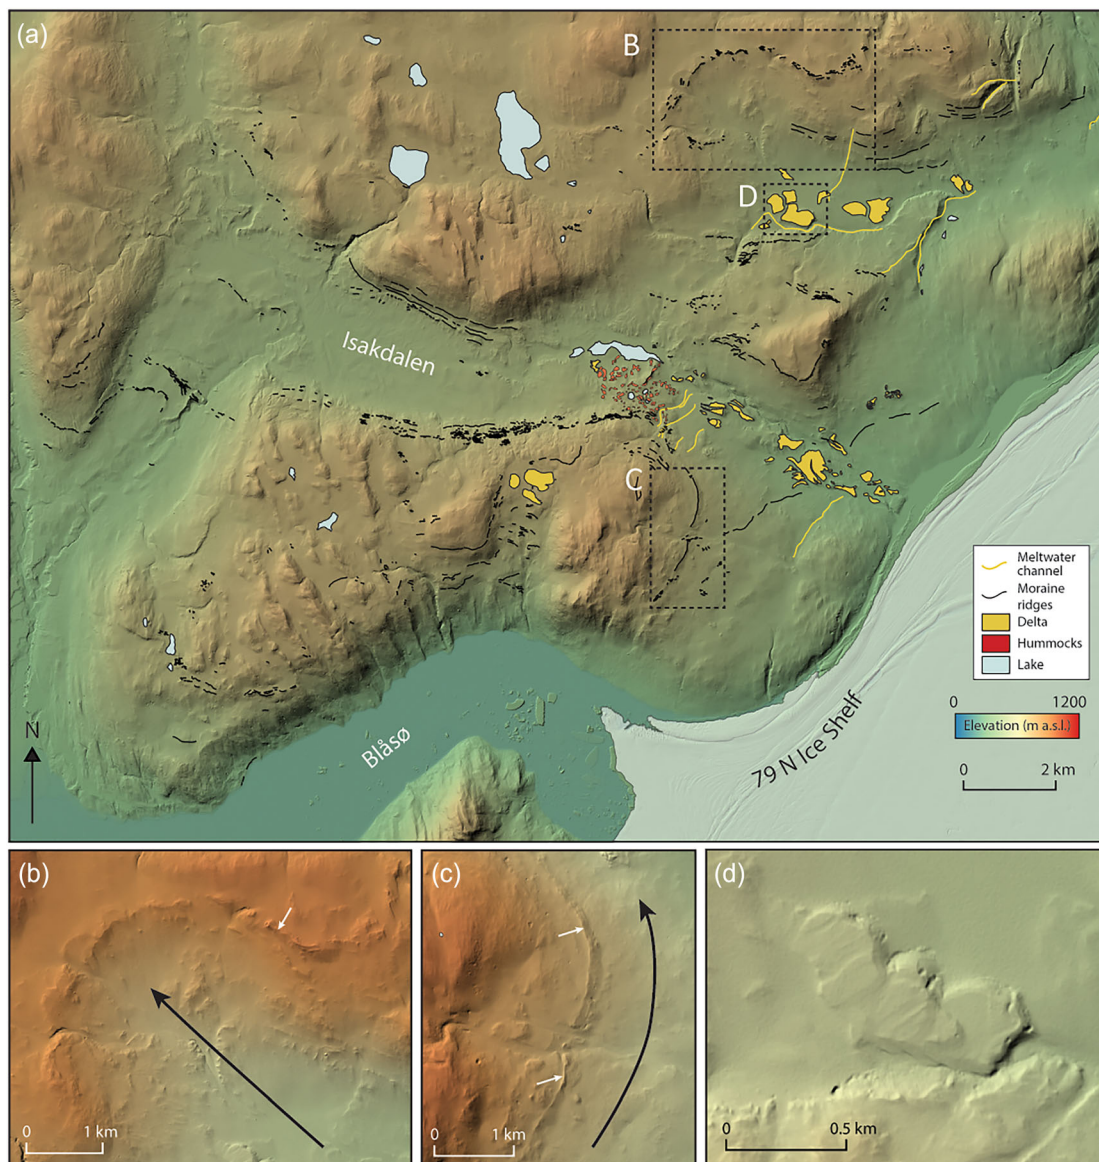 (a)
B
D
Isakdalen
C
Meltwater
channel
Moraine
ridges
Delta
Hummocks
Lake
0 1200
Elevation (m a.s.l.)
0 2 km
N
Blåsø
79 N Ice Shelf
(b)
0 1 km
(c)
0 1 km
(d)
0 0.5 km